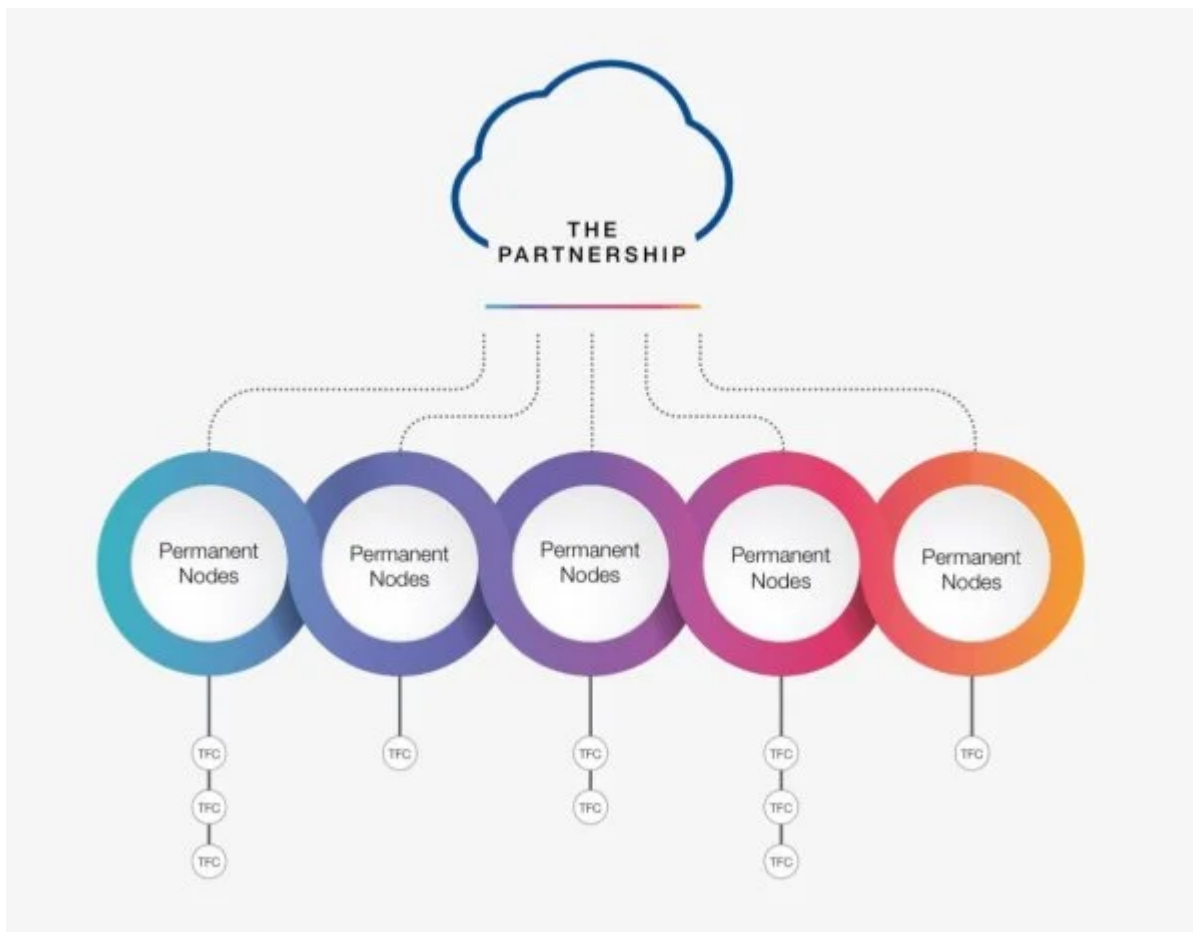 THE
PARTNERSHIP
Permanent
Nodes
Permanent
Nodes
Permanent
Nodes
Permanent
Nodes
Permanent
Nodes
TFC
TFC
TFC
TFC
TFC
TFC
TFC
TFC
TFC
TFC